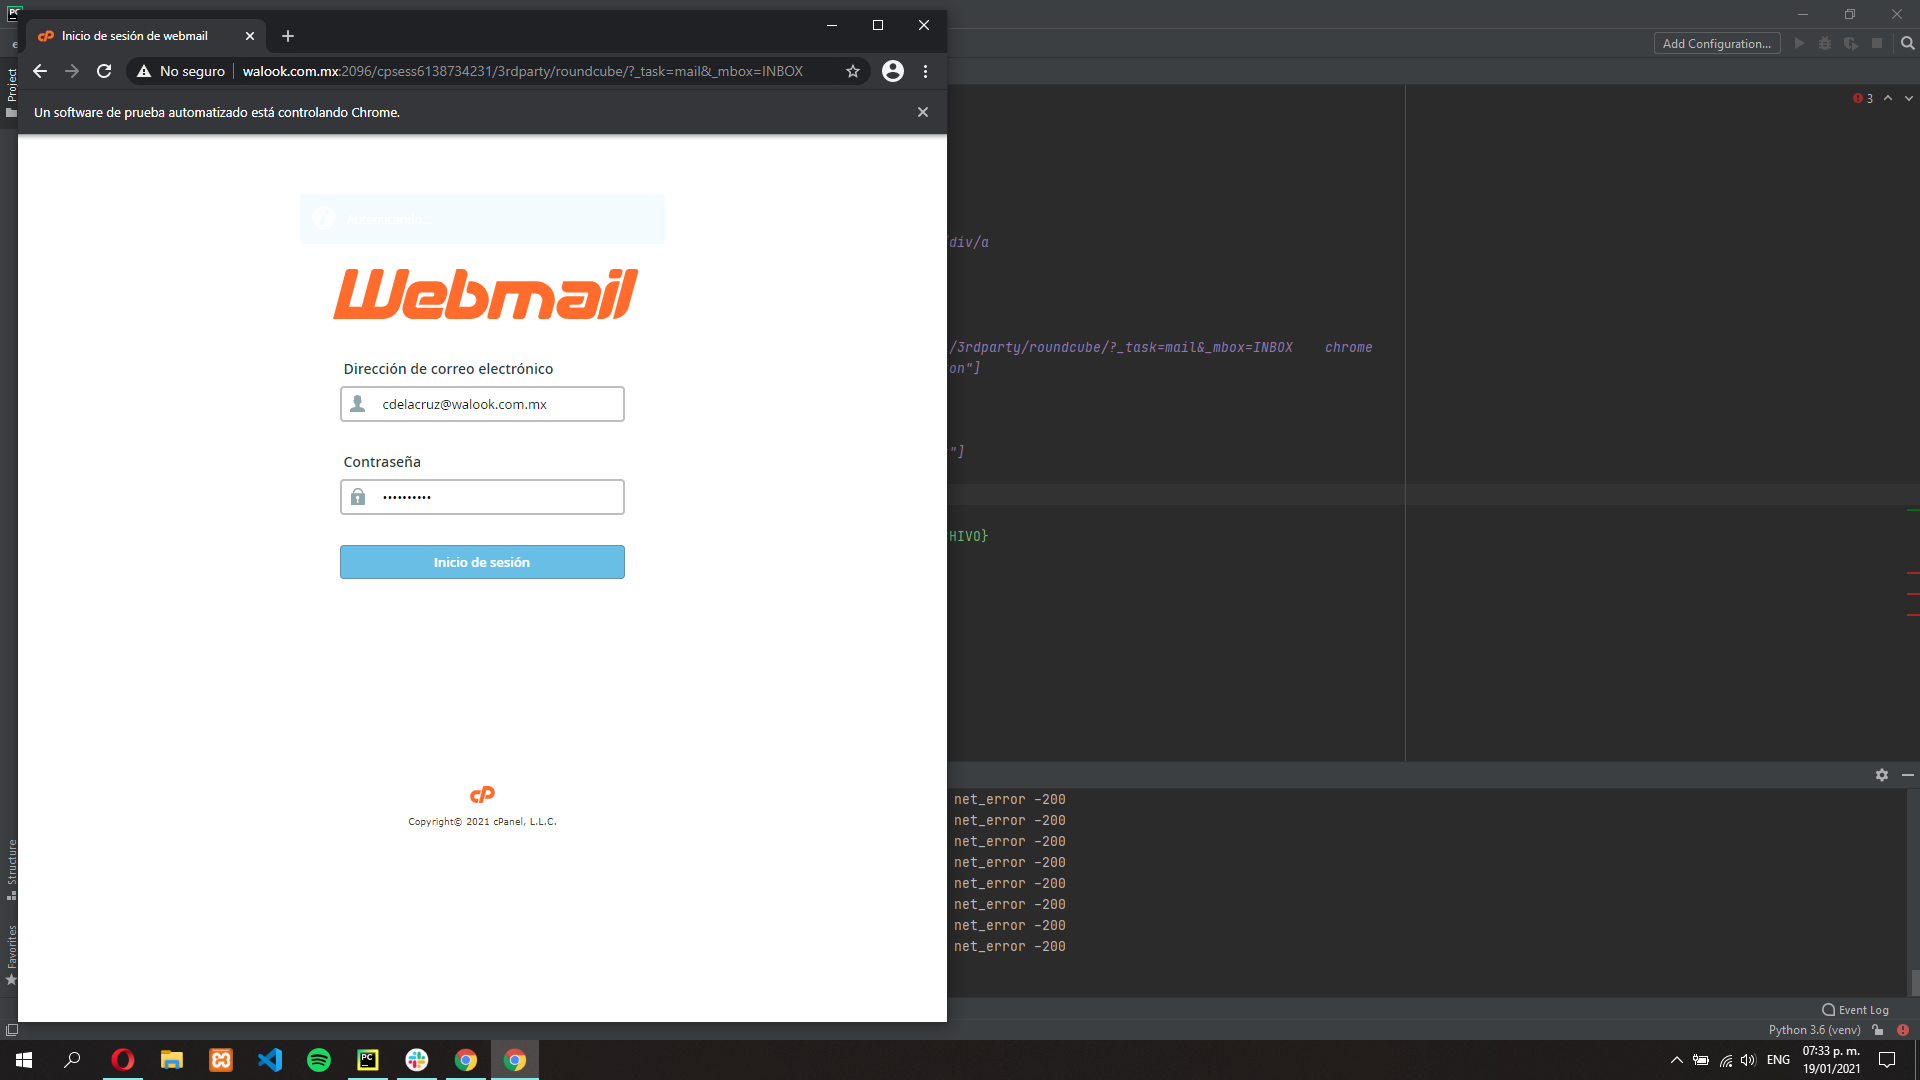 Inicio de sesión de webmail
No seguro
walook.com.mx:2096/cpsess6138734231/3rdparty/roundcube/?_task=mail&_mbox=INBOX
Un software de prueba automatizado está controlando Chrome.
Autenticando...
Webmail
Dirección de correo electrónico
cdelacruz@walook.com.mx
Contraseña
••••••••••
Inicio de sesión
cP
Copyright© 2021 cPanel, L.L.C.
PC
Project
Structure
Favorites
Add Configuration...
3
div/a
/3rdparty/roundcube/?_task=mail&_mbox=INBOX chrome
on"]
"]
HIVO}
net_error -200
net_error -200
net_error -200
net_error -200
net_error -200
net_error -200
net_error -200
net_error -200
Event Log
Python 3.6 (venv)
PC
ENG
07:33 p. m.
19/01/2021